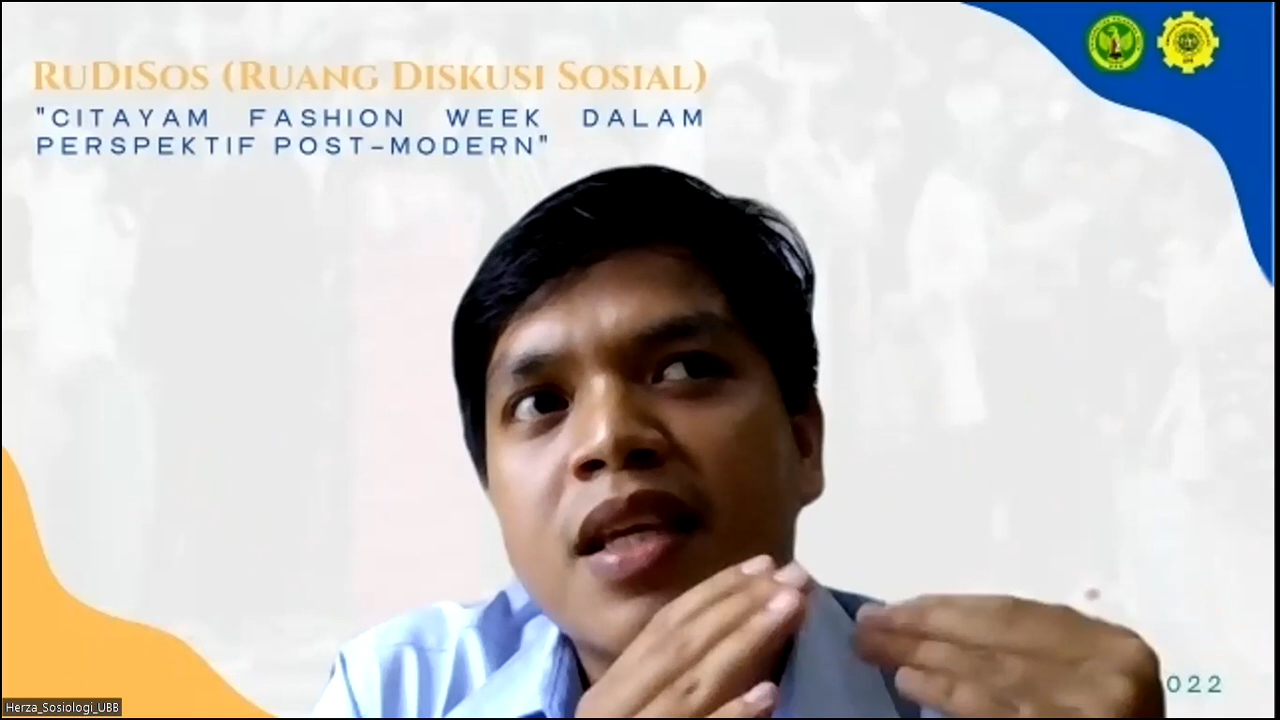 RuDiSos (Ruang Diskusi Sosial)
"CITAYAM FASHION WEEK DALAM
PERSPEKTIF POST-MODERN"
022
Herza_Sosiologi_UBB